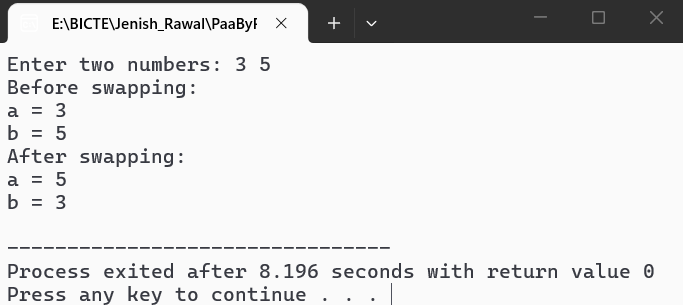 E:\BICTE\Jenish_Rawal\PaaByF
Enter two numbers: 3 5
Before swapping:
a = 3
b = 5
After swapping:
a = 5
b = 3
--------------------------------
Process exited after 8.196 seconds with return value 0
Press any key to continue . . .